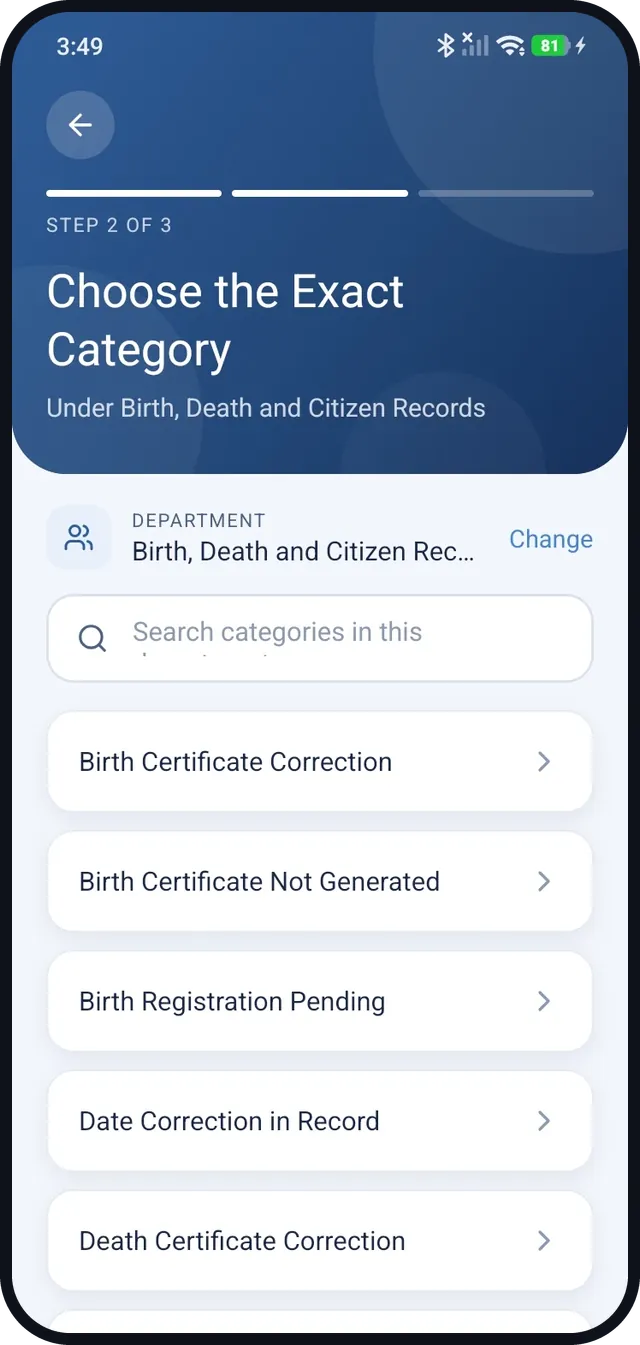 3:49
81
STEP 2 OF 3
Choose the Exact
Category
Under Birth, Death and Citizen Records
DEPARTMENT
Birth, Death and Citizen Rec...
Change
Search categories in this
Birth Certificate Correction
Birth Certificate Not Generated
Birth Registration Pending
Date Correction in Record
Death Certificate Correction